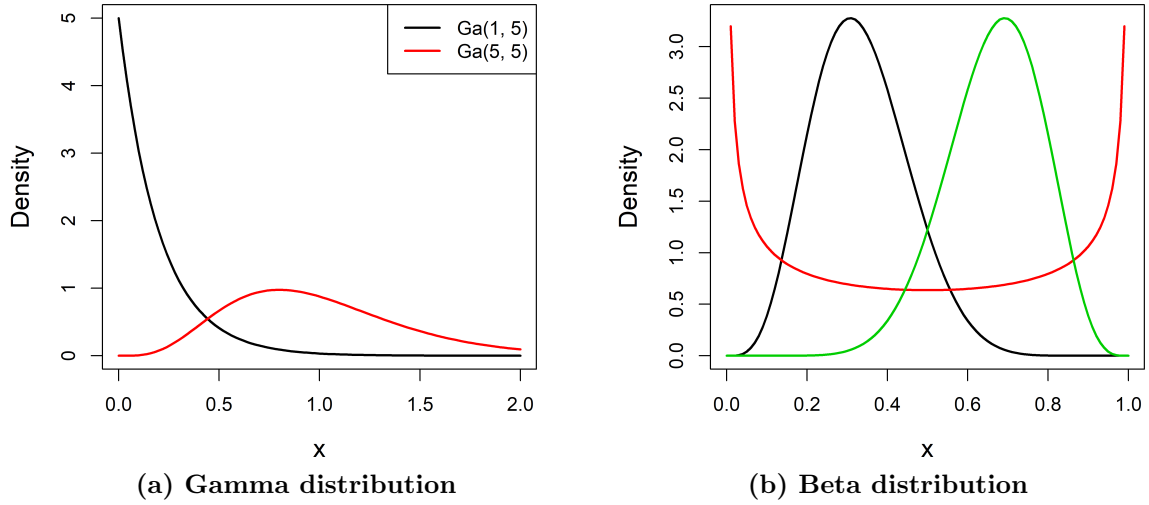 Density
5
4
3
2
1
0
Ga(1, 5)
Ga(5, 5)
0.0 0.5 1.0 1.5 2.0
x
(a) Gamma distribution
Density
3.0
2.5
2.0
1.5
1.0
0.5
0.0
0.0 0.2 0.4 0.6 0.8 1.0
x
(b) Beta distribution